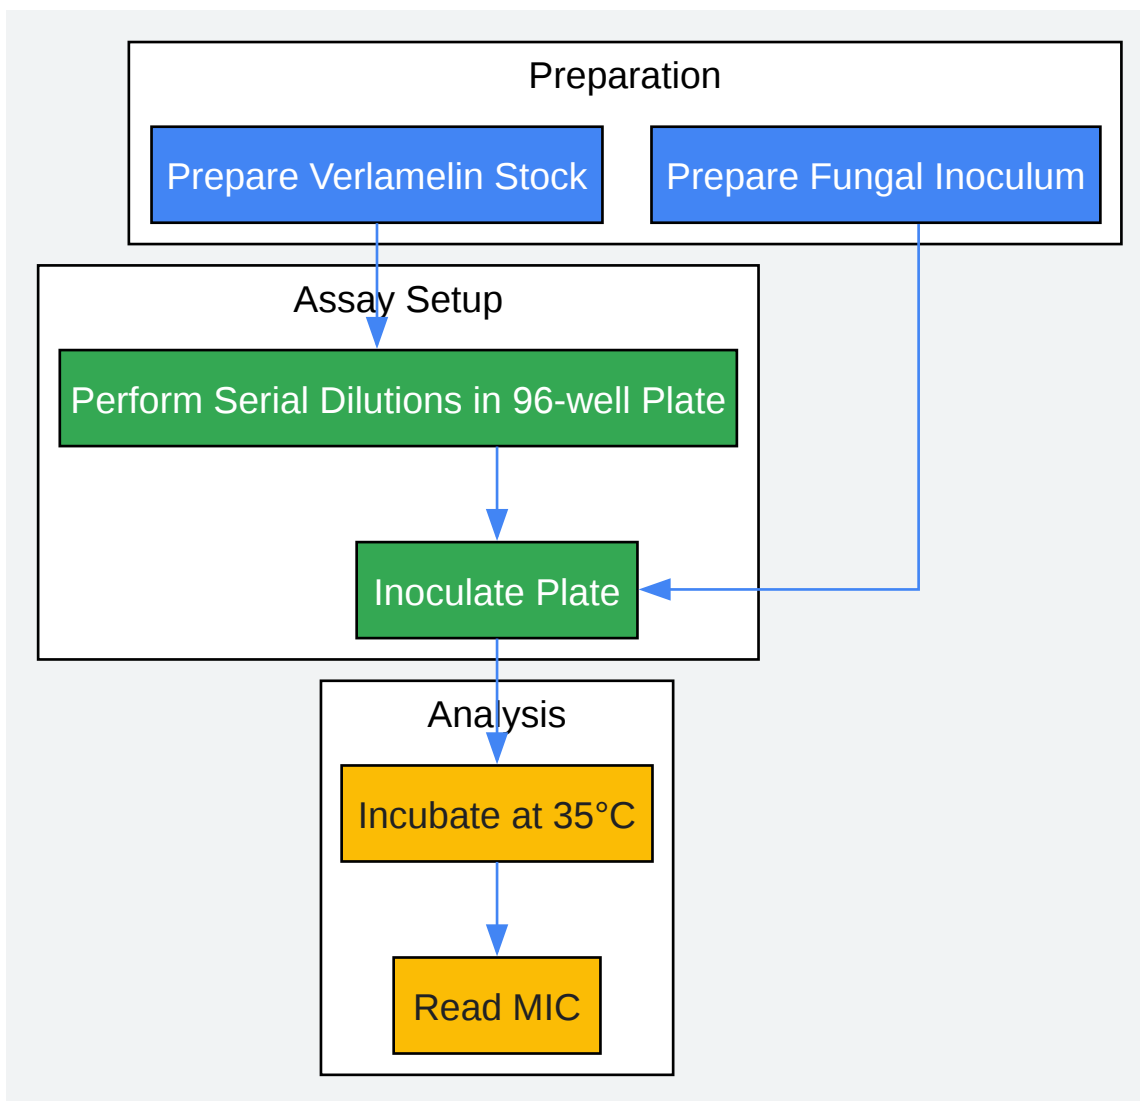 Preparation
Prepare Verlamelin Stock
Prepare Fungal Inoculum
Assay Setup
Perform Serial Dilutions in 96-well Plate
Inoculate Plate
Analysis
Incubate at 35°C
Read MIC